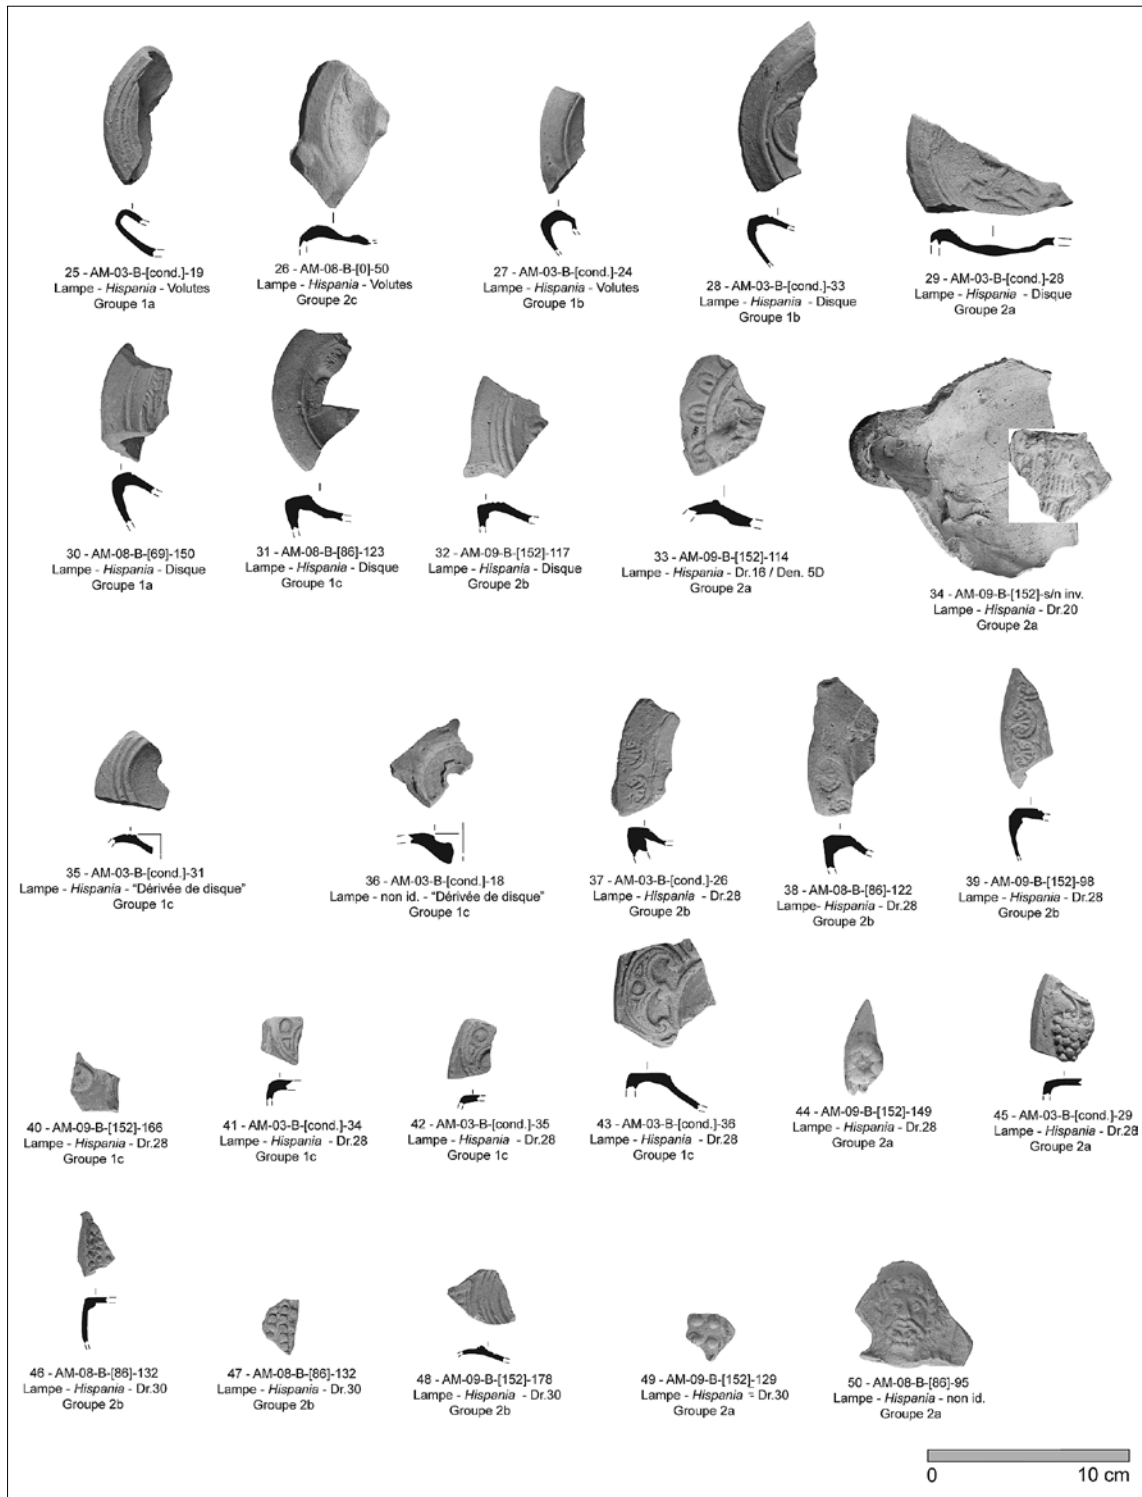 25 - AM-03-B-[cond.]-19
Lampe - Hispania - Volutes
Groupe 1a
26 - AM-08-B-[0]-50
Lampe - Hispania - Volutes
Groupe 2c
27 - AM-03-B-[cond.]-24
Lampe - Hispania - Volutes
Groupe 1b
28 - AM-03-B-[cond.]-33
Lampe - Hispania - Disque
Groupe 1b
29 - AM-03-B-[cond.]-28
Lampe - Hispania - Disque
Groupe 2a
30 - AM-08-B-[69]-150
Lampe - Hispania - Disque
Groupe 1a
31 - AM-08-B-[86]-123
Lampe - Hispania - Disque
Groupe 1c
32 - AM-09-B-[152]-117
Lampe - Hispania - Disque
Groupe 2b
33 - AM-09-B-[152]-114
Lampe - Hispania - Dr.16 / Den. 5D
Groupe 2a
34 - AM-09-B-[152]-s/n inv.
Lampe - Hispania - Dr.20
Groupe 2a
35 - AM-03-B-[cond.]-31
Lampe - Hispania - “Dérivée de disque”
Groupe 1c
36 - AM-03-B-[cond.]-18
Lampe - non id. - “Dérivée de disque”
Groupe 1c
37 - AM-03-B-[cond.]-26
Lampe - Hispania - Dr.28
Groupe 2b
38 - AM-08-B-[86]-122
Lampe- Hispania - Dr.28
Groupe 2b
39 - AM-09-B-[152]-98
Lampe - Hispania - Dr.28
Groupe 2b
40 - AM-09-B-[152]-166
Lampe - Hispania - Dr.28
Groupe 1c
41 - AM-03-B-[cond.]-34
Lampe - Hispania - Dr.28
Groupe 1c
42 - AM-03-B-[cond.]-35
Lampe - Hispania - Dr.28
Groupe 1c
43 - AM-03-B-[cond.]-36
Lampe - Hispania - Dr.28
Groupe 1c
44 - AM-09-B-[152]-149
Lampe - Hispania - Dr.28
Groupe 2a
45 - AM-03-B-[cond.]-29
Lampe - Hispania - Dr.28
Groupe 2a
46 - AM-08-B-[86]-132
Lampe - Hispania - Dr.30
Groupe 2b
47 - AM-08-B-[86]-132
Lampe - Hispania - Dr.30
Groupe 2b
48 - AM-09-B-[152]-178
Lampe - Hispania - Dr.30
Groupe 2b
49 - AM-09-B-[152]-129
Lampe - Hispania - Dr.30
Groupe 2a
50 - AM-08-B-[86]-95
Lampe - Hispania - non id.
Groupe 2a
0 10 cm